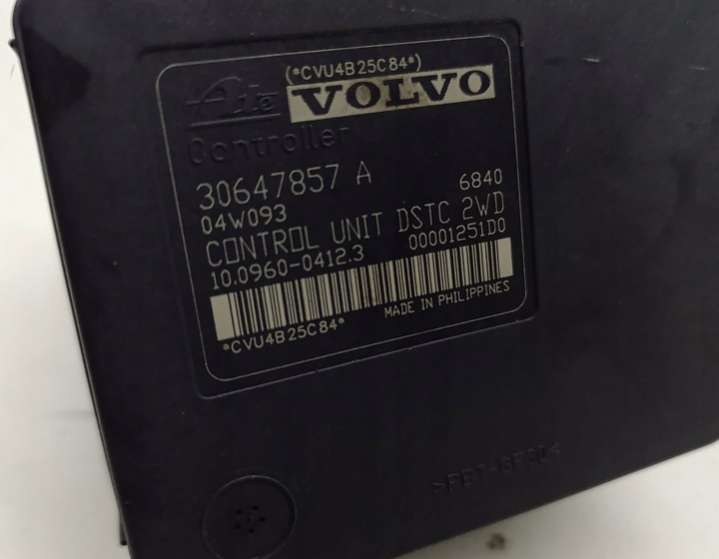 (*CVU4B25C84*)
Ate VOLVO
Controller
30647857 A
6840
04W093
CONTROL UNIT DSTC 2WD
10.0960-0412.3
00001251D0
MADE IN PHILIPPINES
*CVU4B25C84*